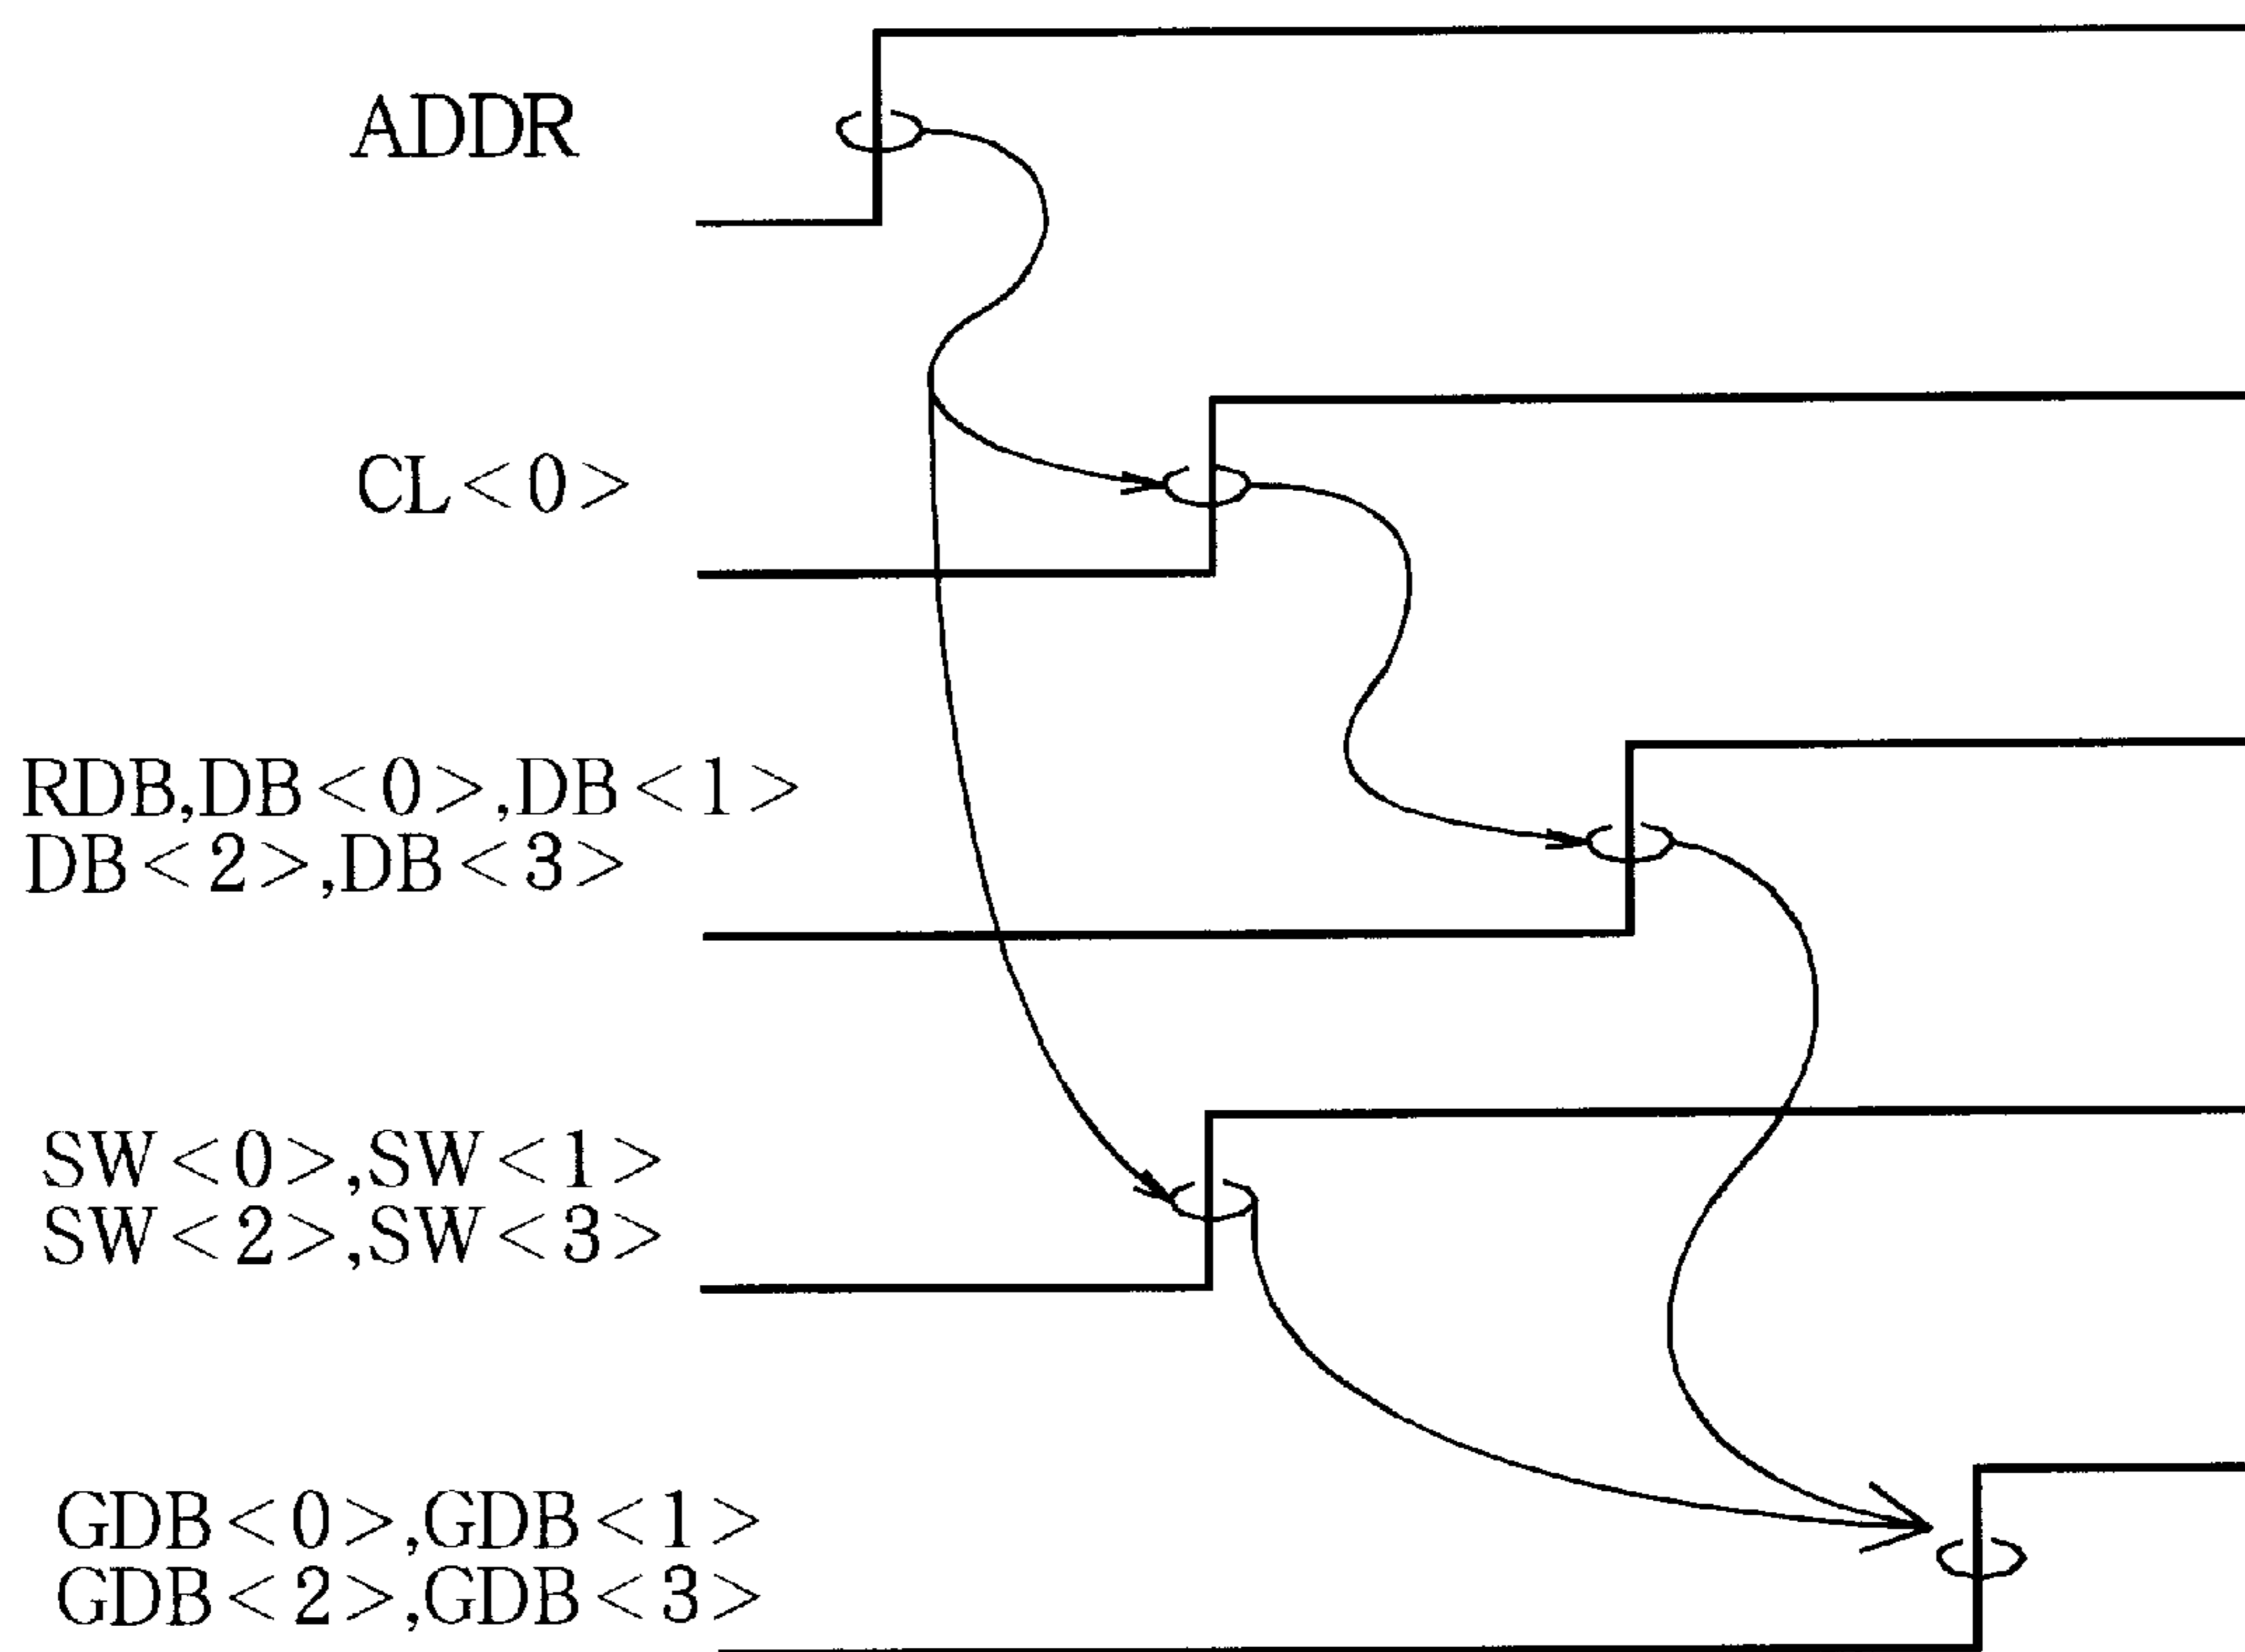 ADDR
CL<0>
RDB,DB<0>,DB<1>
DB<2>,DB<3>
SW<0>,SW<1>
SW<2>,SW<3>
GDB<0>,GDB<1>
GDB<2>,GDB<3>